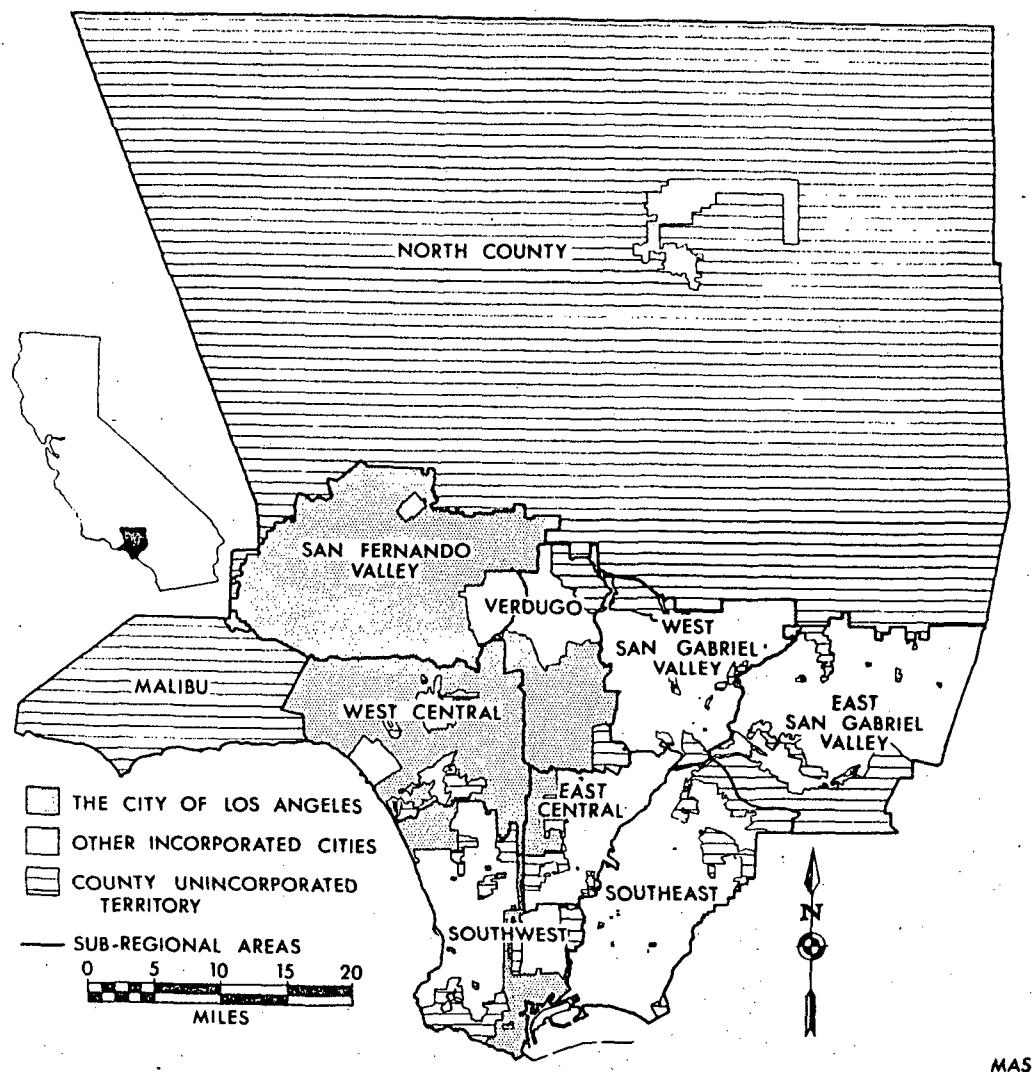 NORTH COUNTY
SAN FERNANDO
VALLEY
VERDUGO
WEST
SAN GABRIEL
VALLEY
MALIBU
WEST CENTRAL
EAST
SAN GABRIEL
VALLEY
EAST
CENTRAL
SOUTHEAST
SOUTHWEST
THE CITY OF LOS ANGELES
OTHER INCORPORATED CITIES
COUNTY UNINCORPORATED
TERRITORY
SUB-REGIONAL AREAS
0 5 10 15 20
MILES
N
MAS